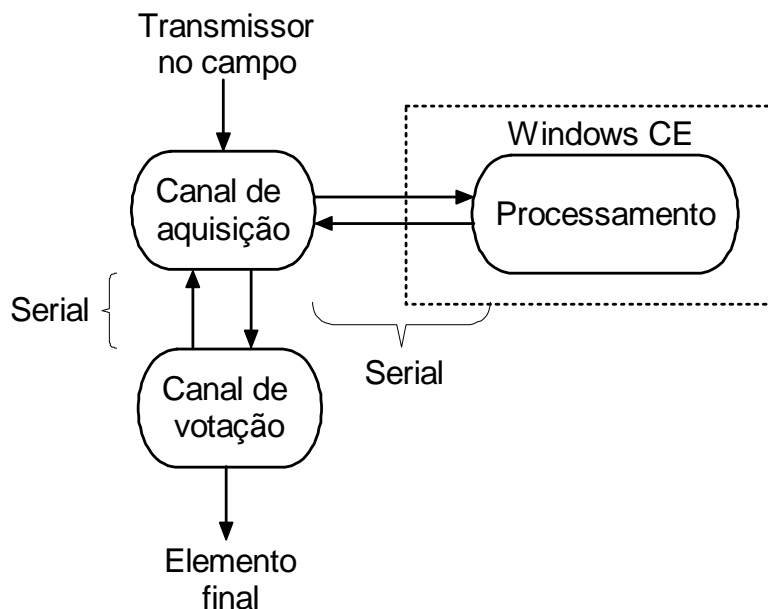 Transmissor
no campo
Windows CE
Canal de
aquisição
Processamento
Serial
Serial
Canal de
votação
Elemento
final